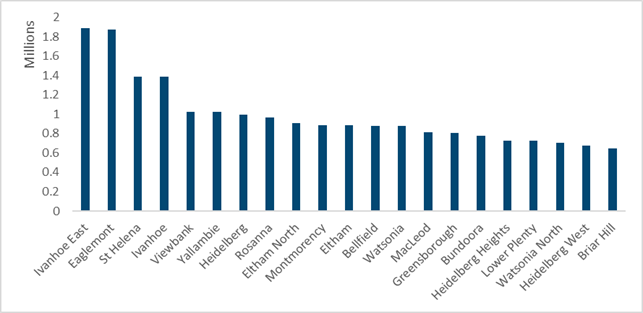 Millions
2
1.8
1.6
1.4
1.2
1
0.8
0.6
0.4
0.2
0
Ivanhoe East
Eaglemont
St Helena
Ivanhoe
Viewbank
Yallambie
Heidelberg
Rosanna
Eltham North
Montmorency
Eltham
Bellfield
Watsonia
MacLeod
Greensborough
Bundoora
Heidelberg Heights
Lower Plenty
Watsonia North
Heidelberg West
Briar Hill